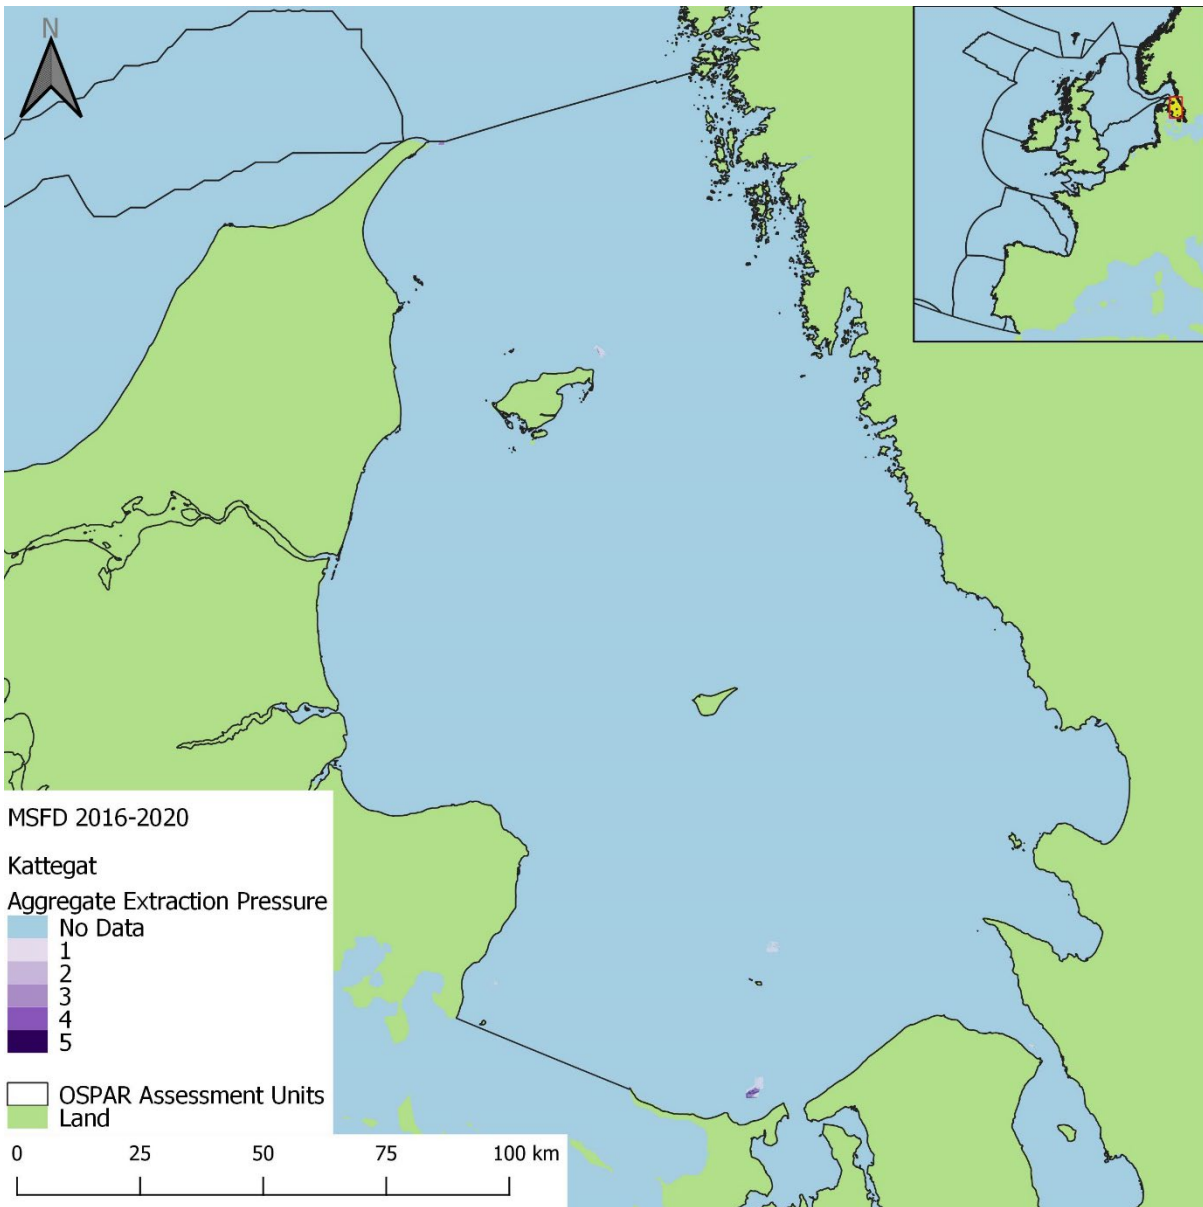 N
MSFD 2016-2020
Kattegat
Aggregate Extraction Pressure
No Data
1
2
3
4
5
OSPAR Assessment Units
Land
0 25 50 75 100 km